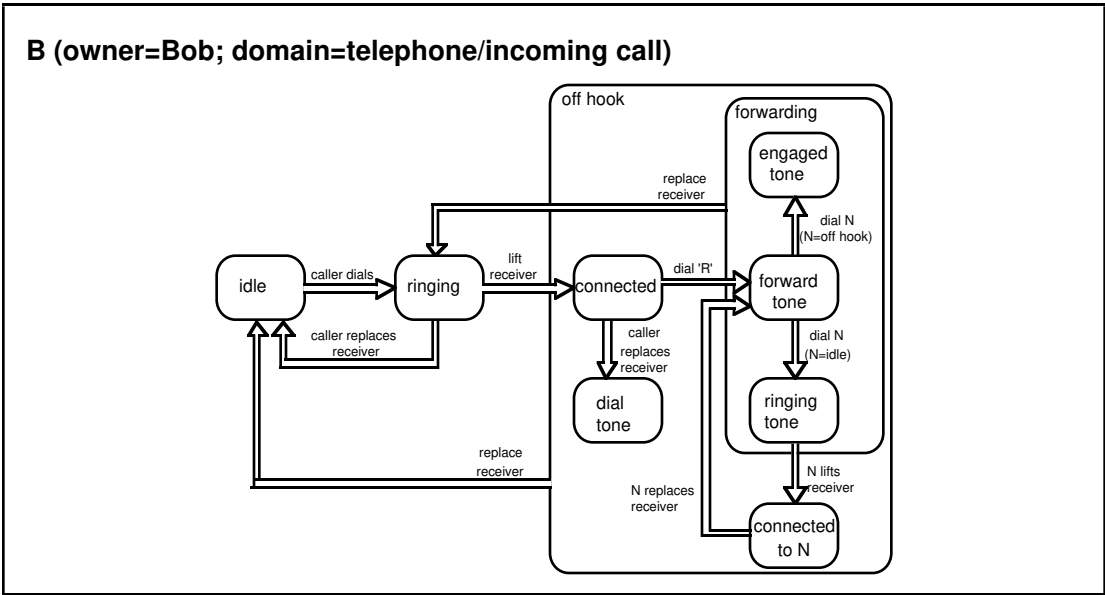 B (owner=Bob; domain=telephone/incoming call)
off hook
forwarding
engaged
tone
replace
receiver
dial N
(N=off hook)
idle
caller dials
ringing
lift
receiver
connected
dial 'R'
forward
tone
caller replaces
receiver
caller
replaces
receiver
dial N
(N=idle)
dial
tone
ringing
tone
replace
receiver
N lifts
receiver
N replaces
receiver
connected
to N